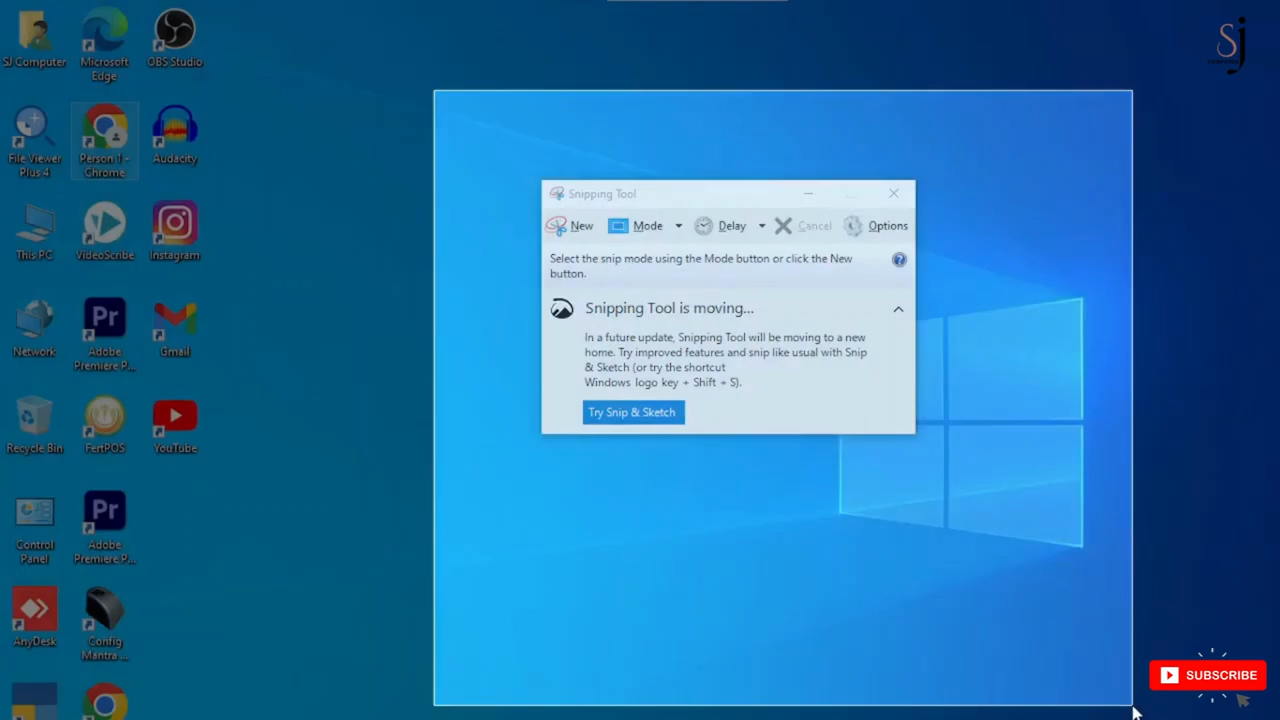 SJ Computer
Microsoft
Edge
OBS Studio
File Viewer
Plus 4
Person 1 -
Chrome
Audacity
This PC
VideoScribe
Instagram
Network
Adobe
Premiere P...
Gmail
Recycle Bin
FertPOS
YouTube
Control
Panel
Adobe
Premiere P...
AnyDesk
Config
Mantra ...
Snipping Tool
New
Mode
Delay
Cancel
Options
Select the snip mode using the Mode button or click the New
button.
Snipping Tool is moving...
In a future update, Snipping Tool will be moving to a new
home. Try improved features and snip like usual with Snip
& Sketch (or try the shortcut
Windows logo key + Shift + S).
Try Snip & Sketch
Sj
SUBSCRIBE